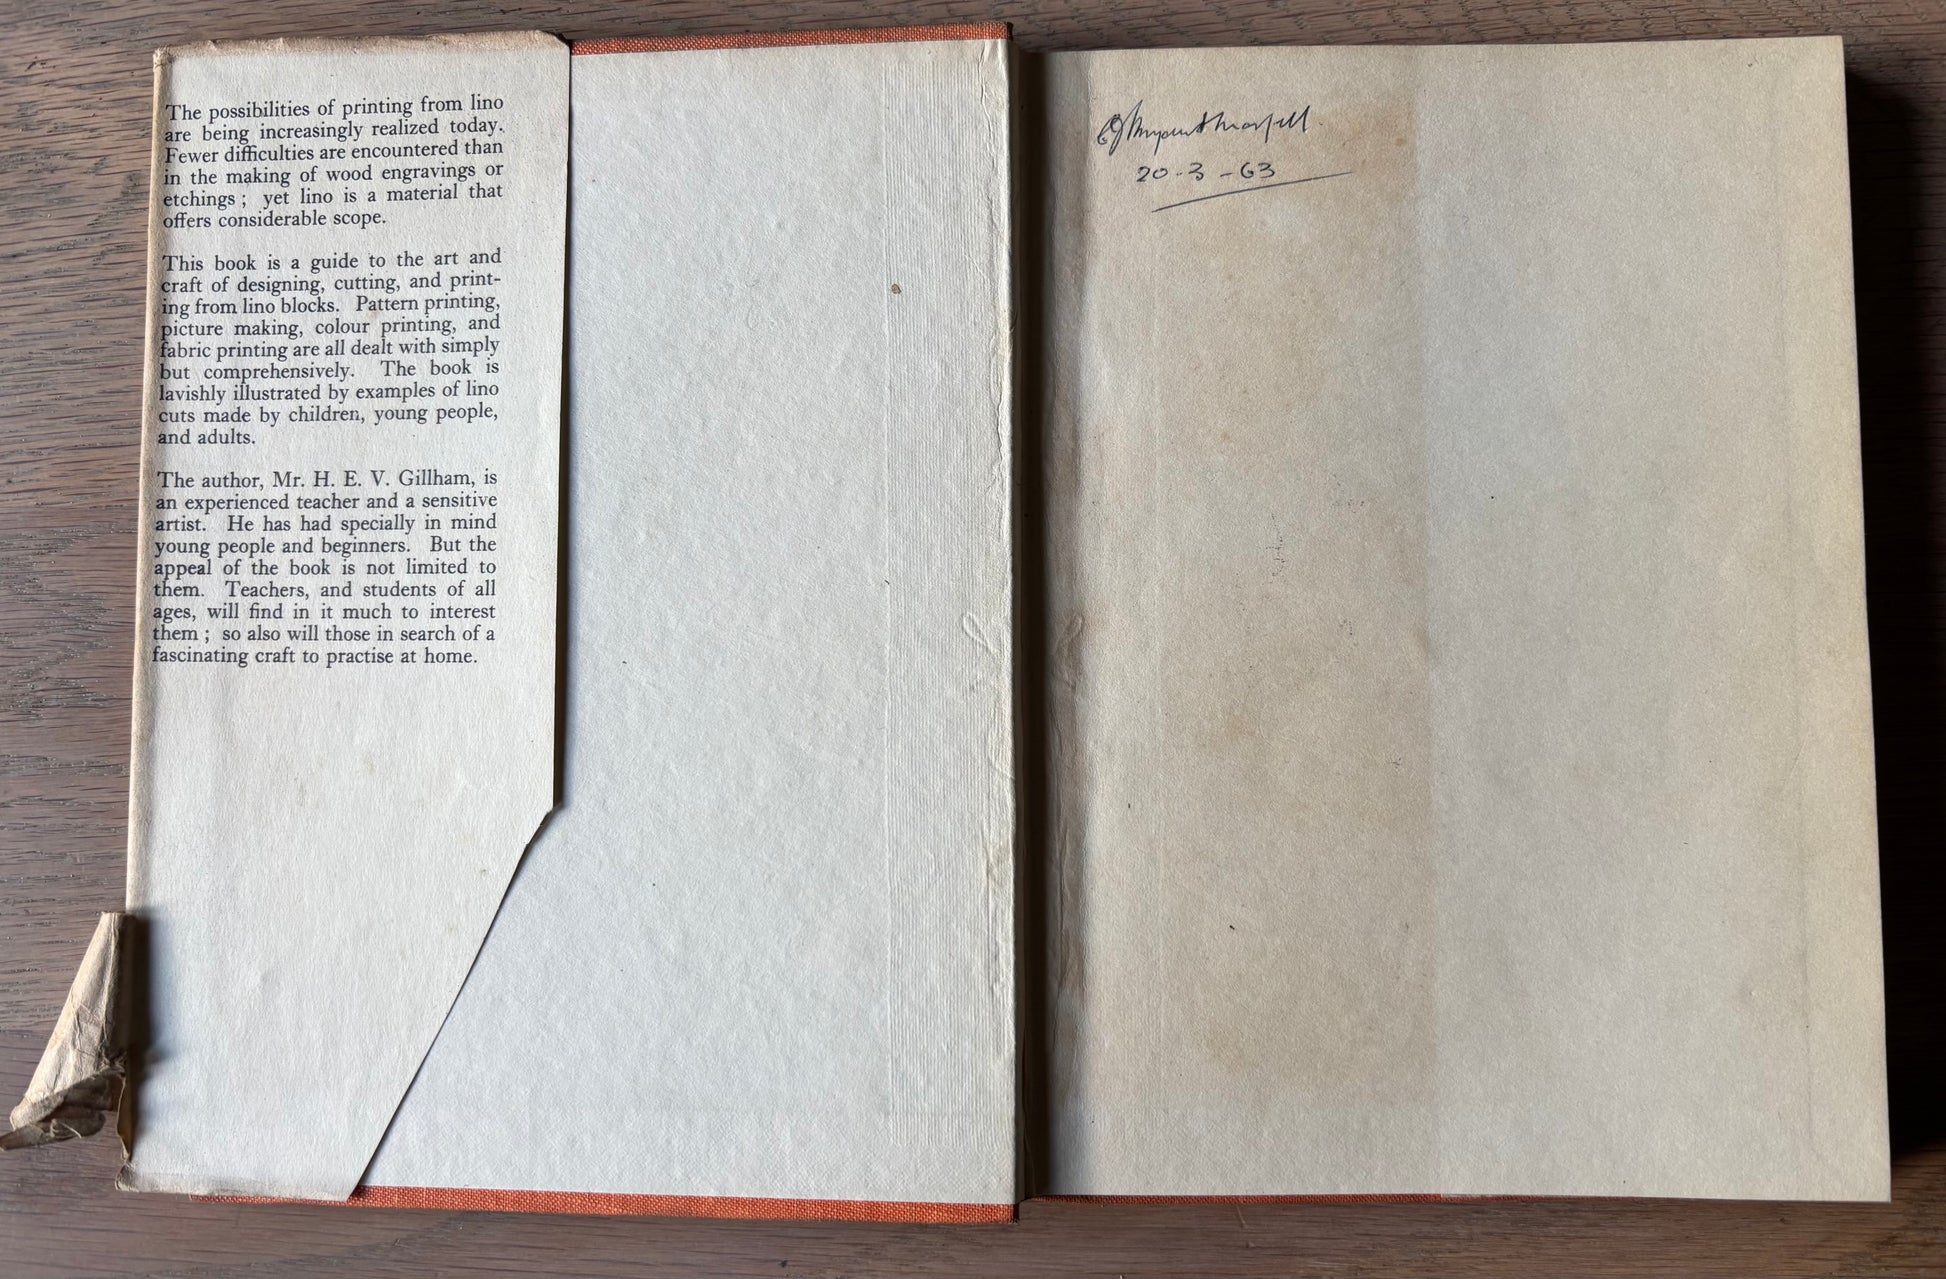 The possibilities of printing from lino
are being increasingly realized today.
Fewer difficulties are encountered than
in the making of wood engravings or
etchings ; yet lino is a material that
offers considerable scope.
This book is a guide to the art and
craft of designing, cutting, and print-
ing from lino blocks. Pattern printing,
picture making, colour printing, and
fabric printing are all dealt with simply
but comprehensively. The book is
lavishly illustrated by examples of lino
cuts made by children, young people,
and adults.
The author, Mr. H. E. V. Gillham, is
an experienced teacher and a sensitive
artist. He has had specially in mind
young people and beginners. But the
appeal of the book is not limited to
them. Teachers, and students of all
ages, will find in it much to interest
them ; so also will those in search of a
fascinating craft to practise at home.
20-3-63